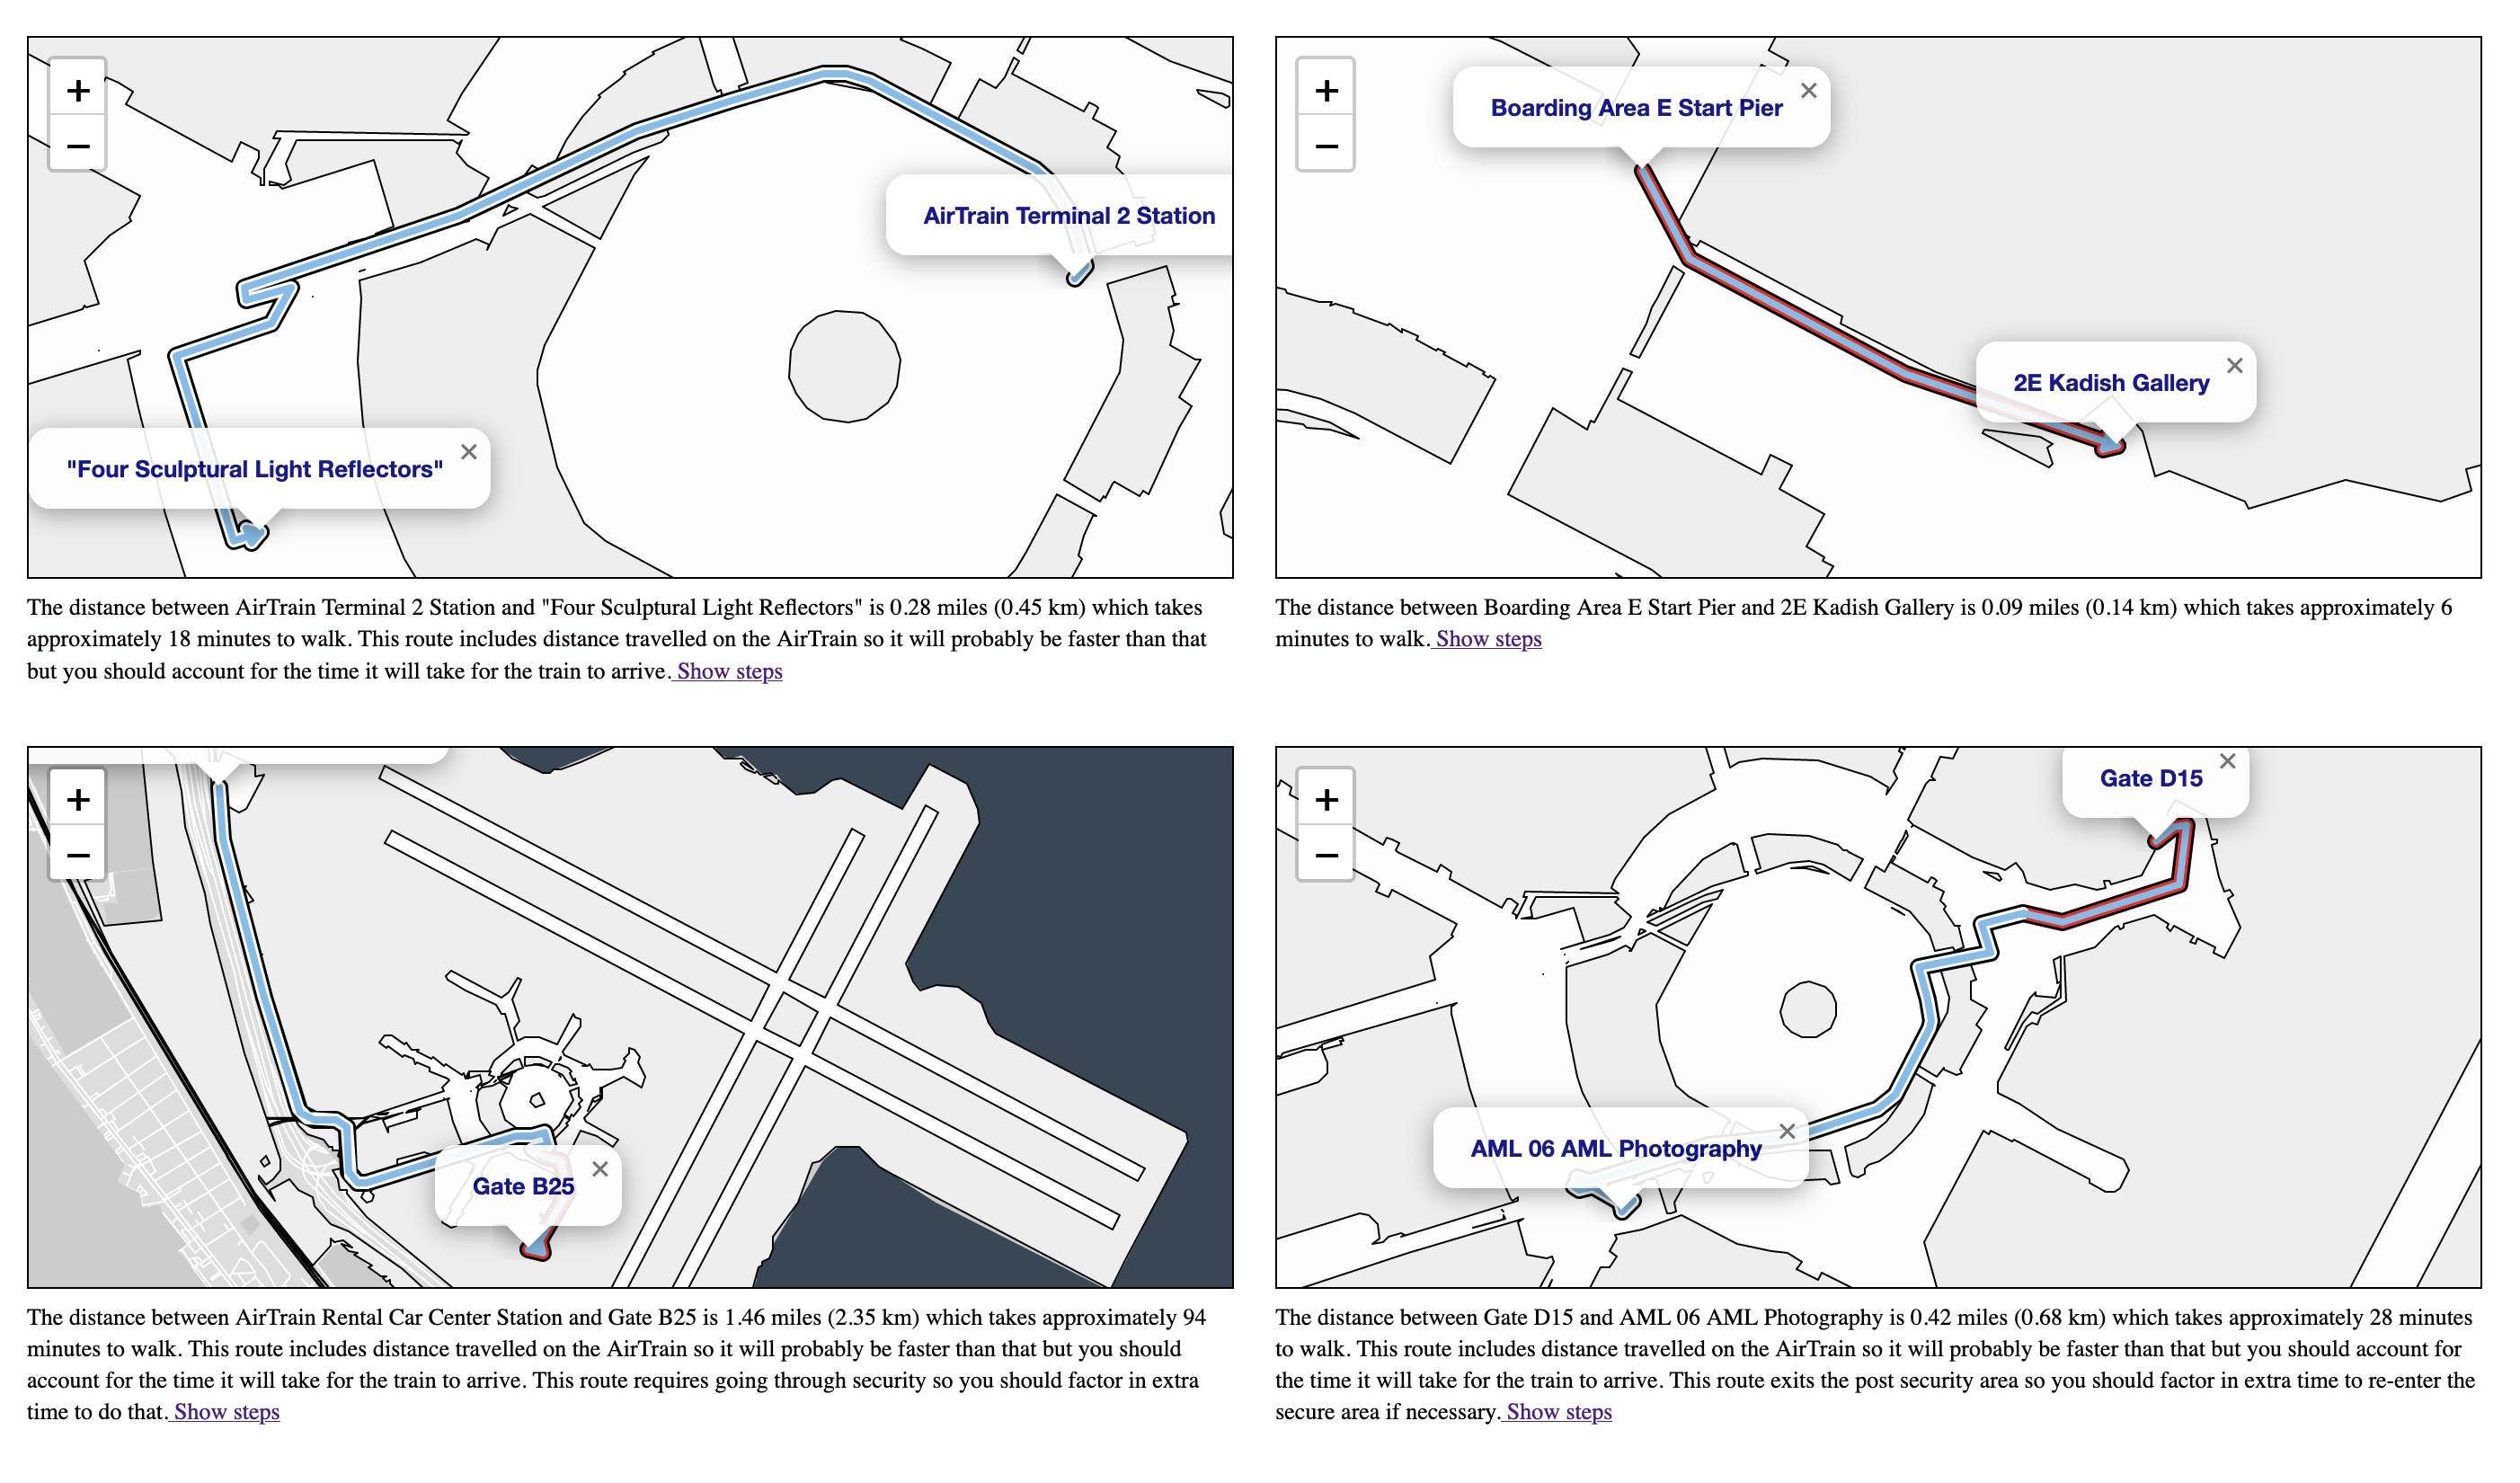 +
−
AirTrain Terminal 2 Station
"Four Sculptural Light Reflectors"
×
The distance between AirTrain Terminal 2 Station and "Four Sculptural Light Reflectors" is 0.28 miles (0.45 km) which takes
approximately 18 minutes to walk. This route includes distance travelled on the AirTrain so it will probably be faster than that
but you should account for the time it will take for the train to arrive. Show steps
+
−
Boarding Area E Start Pier
×
2E Kadish Gallery
×
The distance between Boarding Area E Start Pier and 2E Kadish Gallery is 0.09 miles (0.14 km) which takes approximately 6
minutes to walk. Show steps
+
−
Gate B25
×
The distance between AirTrain Rental Car Center Station and Gate B25 is 1.46 miles (2.35 km) which takes approximately 94
minutes to walk. This route includes distance travelled on the AirTrain so it will probably be faster than that but you should
account for the time it will take for the train to arrive. This route requires going through security so you should factor in extra
time to do that. Show steps
+
−
Gate D15
×
AML 06 AML Photography
×
The distance between Gate D15 and AML 06 AML Photography is 0.42 miles (0.68 km) which takes approximately 28 minutes
to walk. This route includes distance travelled on the AirTrain so it will probably be faster than that but you should account for
the time it will take for the train to arrive. This route exits the post security area so you should factor in extra time to re-enter the
secure area if necessary. Show steps